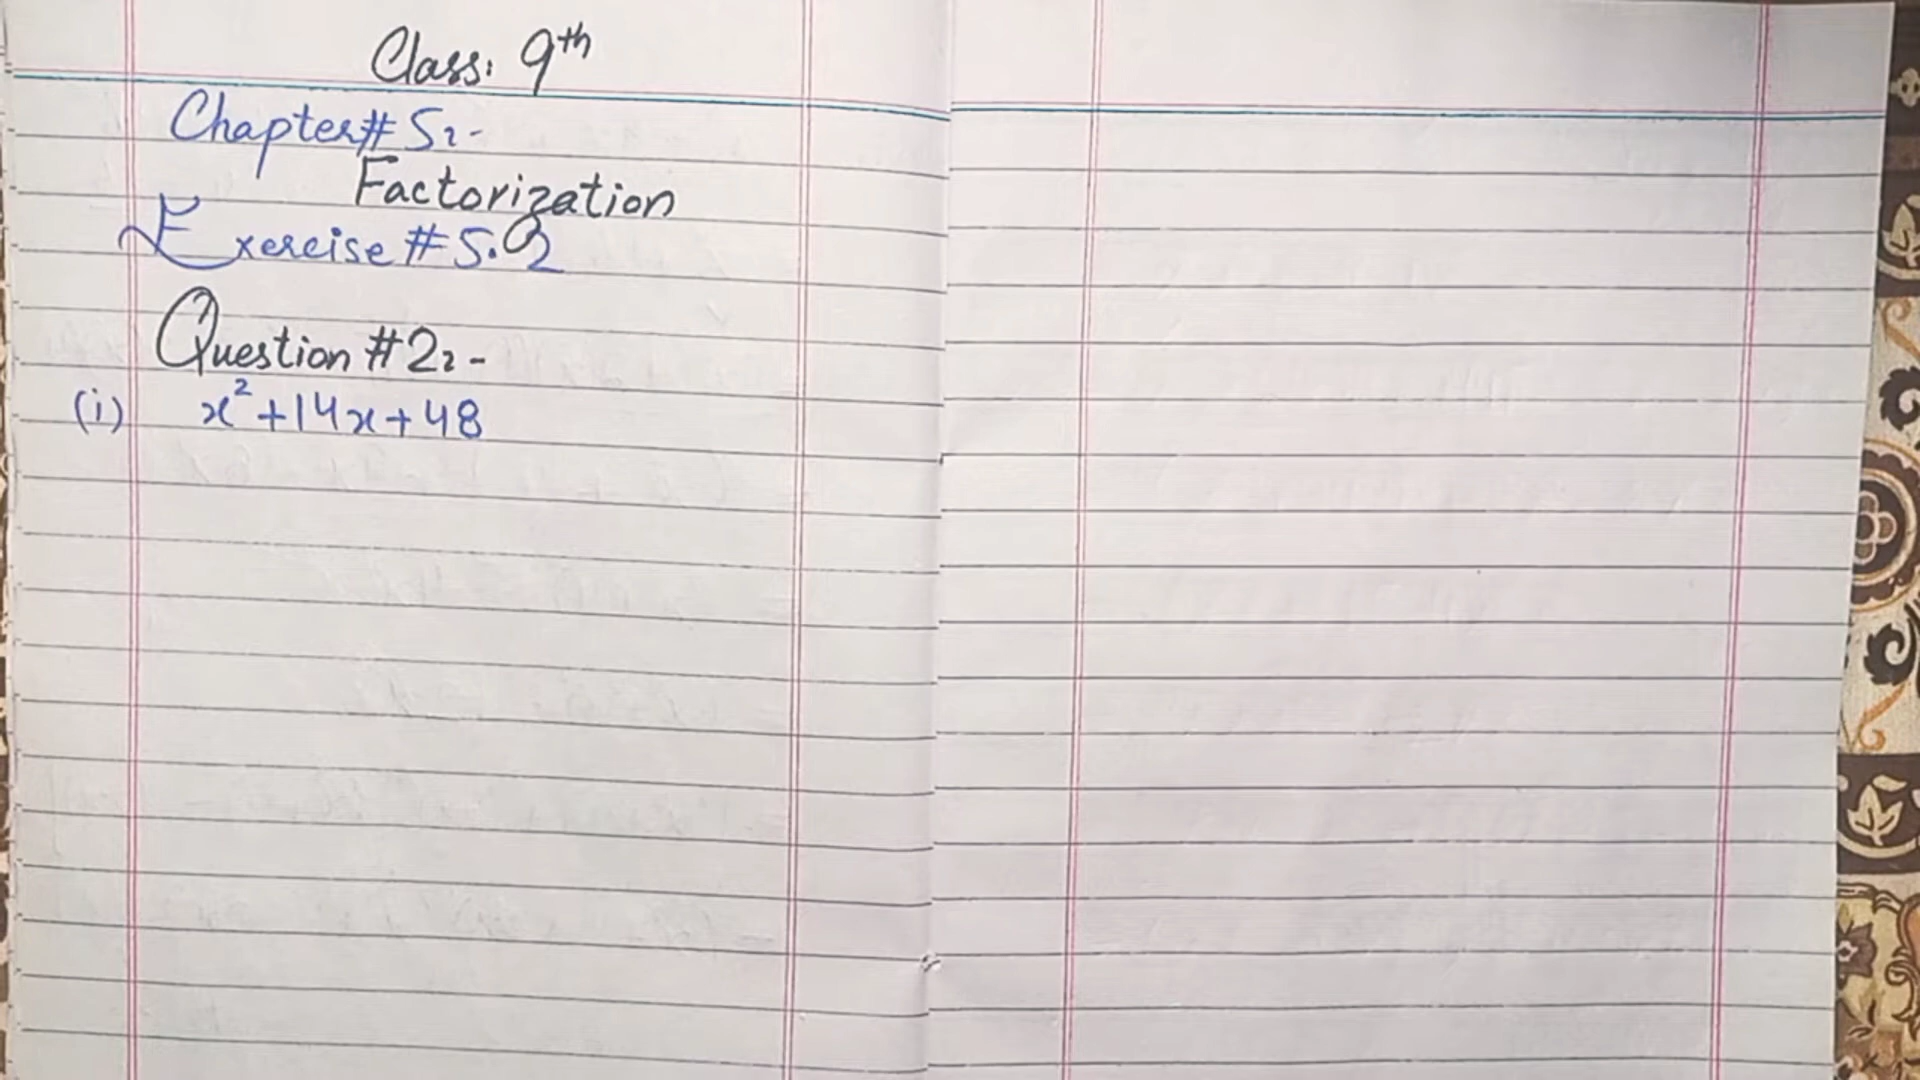 Class: 9th
Chapter# 5:-
Factorization
Exercise # 5.2
Question #2:-
(i) x² + 14x + 48